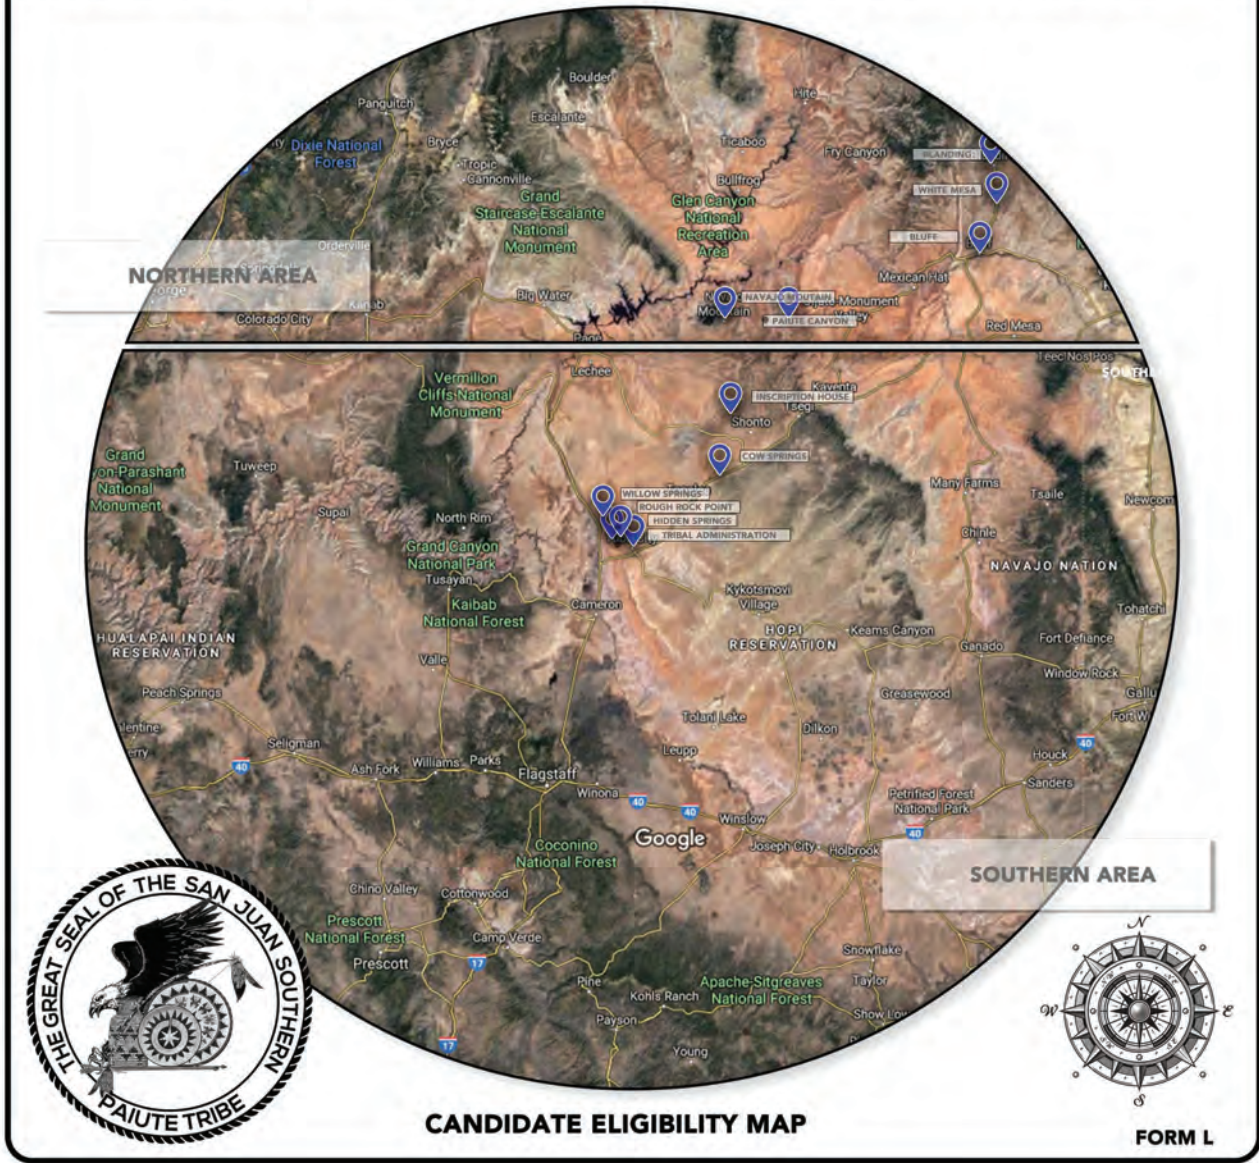 Boulder
Hite
Panguitch
Escalante
Bryce
Ticaboo
Dixie National
Forest
Fry Canyon
BLANDING
Tropic
Cannonville
Bullfrog
WHITE MESA
Grand
Staircase-Escalante
National
Monument
Glen Canyon
National
Recreation
Area
BLUFF
Orderville
NORTHERN AREA
Mexican Hat
Big Water
NAVAJO MOUTAIN
Monument
Kanab
Colorado City
PAIUTE CANYON
Red Mesa
Page
Teec Nos Pos
Lechee
Vermilion
Cliffs National
Monument
Kayenta
INSCRIPTION HOUSE
Tsegi
Shonto
Grand
Monument
National
COW SPRINGS
Tuweep
Many Farms
Tsaile
WILLOW SPRINGS
ROUGH ROCK POINT
HIDDEN SPRINGS
TRIBAL ADMINISTRATION
Supai
North Rim
Chinle
Grand Canyon
National Park
NAVAJO NATION
Tusayan
Kaibab
National Forest
Cameron
Kykotsmovi
Village
Tohatchi
HUALAPAI INDIAN
RESERVATION
HOPI
RESERVATION
Keams Canyon
Ganado
Fort Defiance
Valle
Window Rock
Peach Springs
Greasewood
Tolani Lake
Dilkon
Seligman
Leupp
Houck
40
40
Ash Fork
Williams
Parks
Flagstaff
Sanders
Winona
40
40
Petrified Forest
National Park
Winslow
40
Google
Joseph City
Holbrook
Coconino
National Forest
SOUTHERN AREA
Chino Valley
Cottonwood
Prescott
National Forest
Camp Verde
Prescott
17
Snowflake
Taylor
Pine
Kohls Ranch
Apache-Sitgreaves
National Forest
Payson
Show Low
17
Young
THE GREAT SEAL OF THE SAN JUAN SOUTHERN
PAIUTE TRIBE
N
W
E
S
CANDIDATE ELIGIBILITY MAP
FORM L